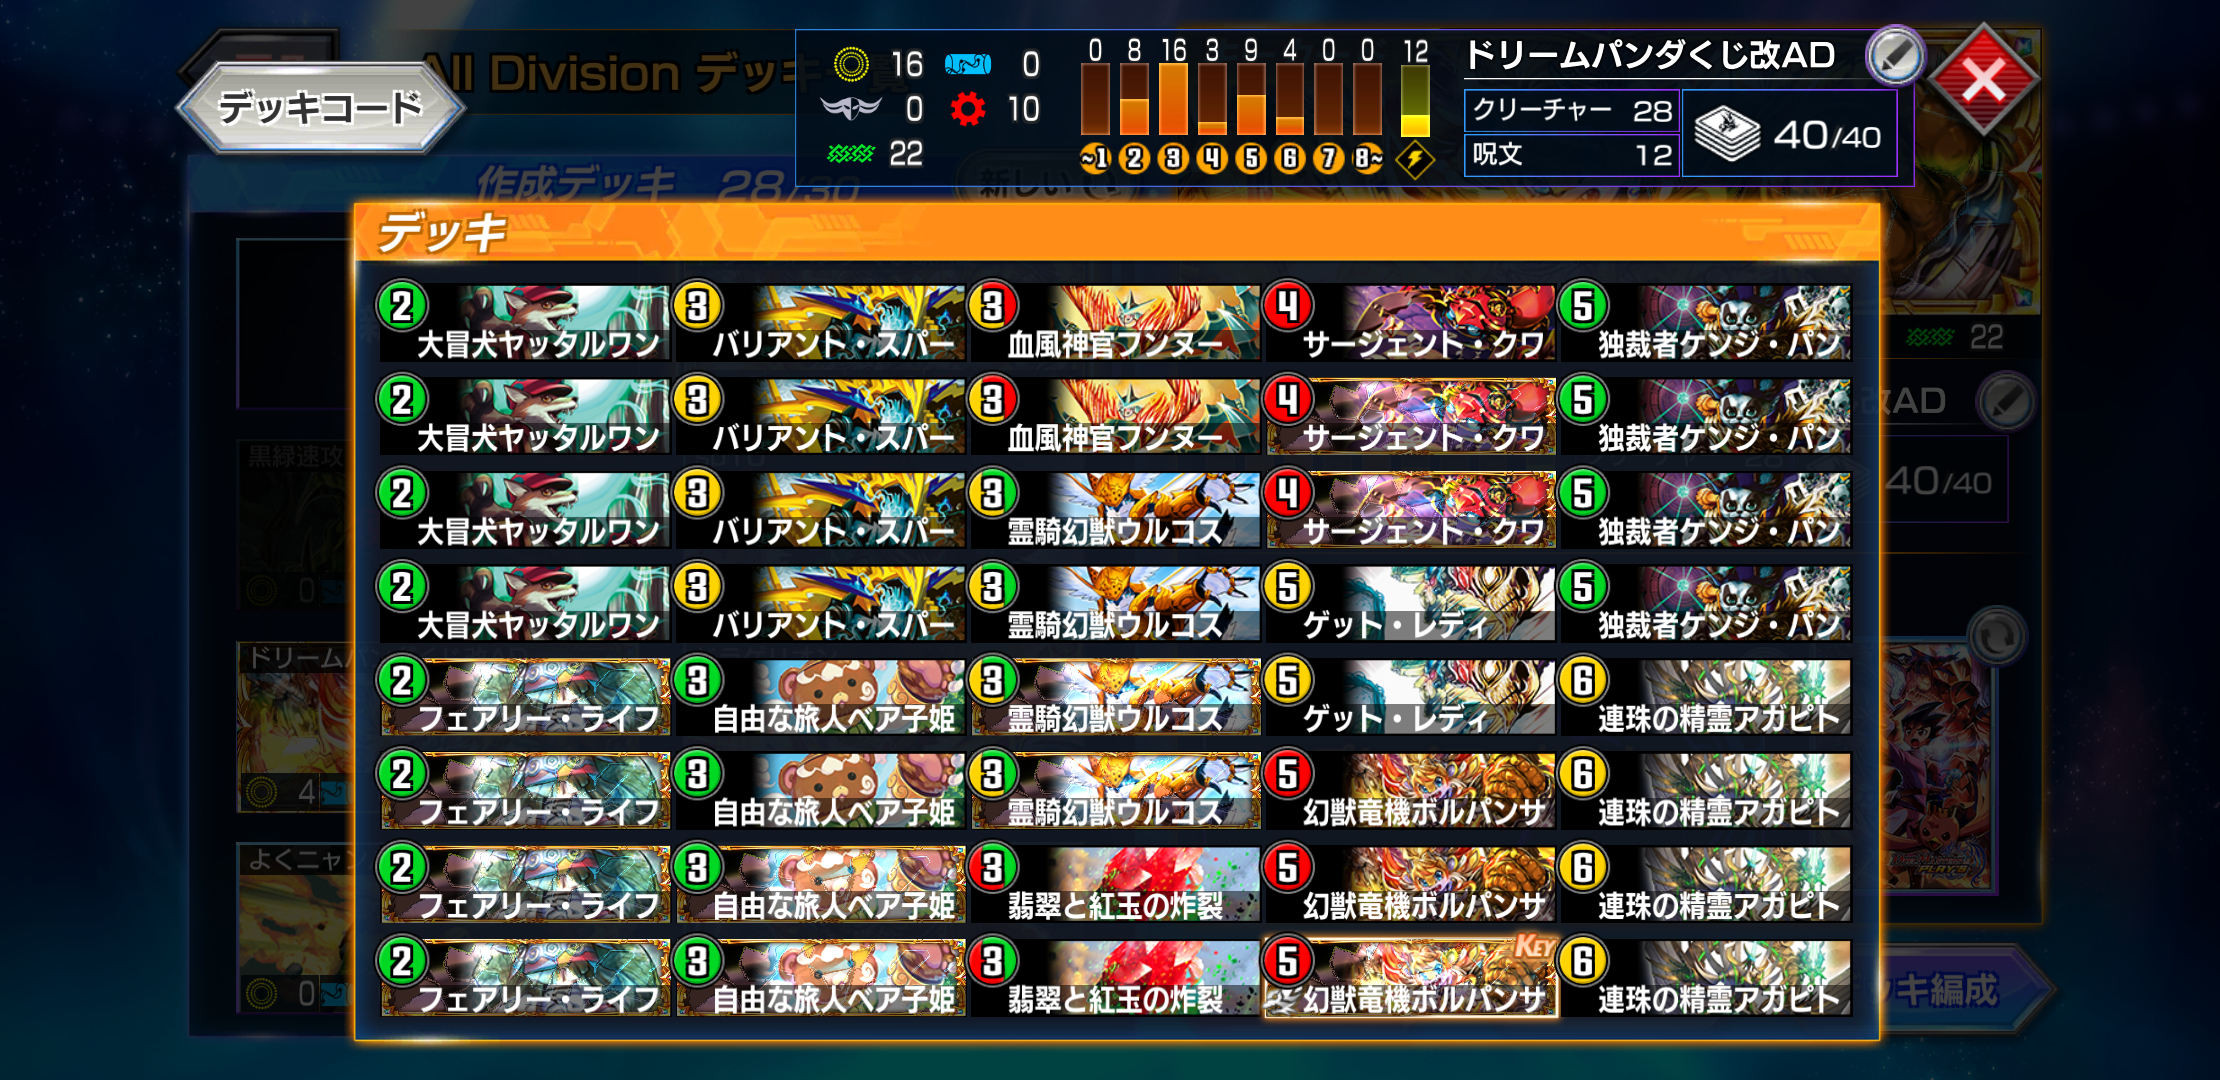 デッキコード
All Division デッキ
16 0
0 10
22
0 8 16 3 9 4 0 0 12
~1 2 3 4 5 6 7 8~
ドリームパンダくじ改AD
クリーチャー 28
呪文 12
40/40
作成デッキ 28/30
新しい
デッキ
2 大冒犬ヤッタルワン
3 バリアント・スパー
3 血風神官フンヌー
4 サージェント・クワ
5 独裁者ケンジ・パン
2 大冒犬ヤッタルワン
3 バリアント・スパー
3 血風神官フンヌー
4 サージェント・クワ
5 独裁者ケンジ・パン
2 大冒犬ヤッタルワン
3 バリアント・スパー
3 霊騎幻獣ウルコス
4 サージェント・クワ
5 独裁者ケンジ・パン
2 大冒犬ヤッタルワン
3 バリアント・スパー
3 霊騎幻獣ウルコス
5 ゲット・レディ
5 独裁者ケンジ・パン
2 フェアリー・ライフ
3 自由な旅人ベア子姫
3 霊騎幻獣ウルコス
5 ゲット・レディ
6 連珠の精霊アガピト
2 フェアリー・ライフ
3 自由な旅人ベア子姫
3 霊騎幻獣ウルコス
5 幻獣竜機ボルパンサ
6 連珠の精霊アガピト
2 フェアリー・ライフ
3 自由な旅人ベア子姫
3 翡翠と紅玉の炸裂
5 幻獣竜機ボルパンサ
6 連珠の精霊アガピト
2 フェアリー・ライフ
3 自由な旅人ベア子姫
3 翡翠と紅玉の炸裂
KEY
5 幻獣竜機ボルパンサ
6 連珠の精霊アガピト
22
改AD
40/40
黒緑速攻
0
ドリームパ
4
よくニャン
0
ッキ編成